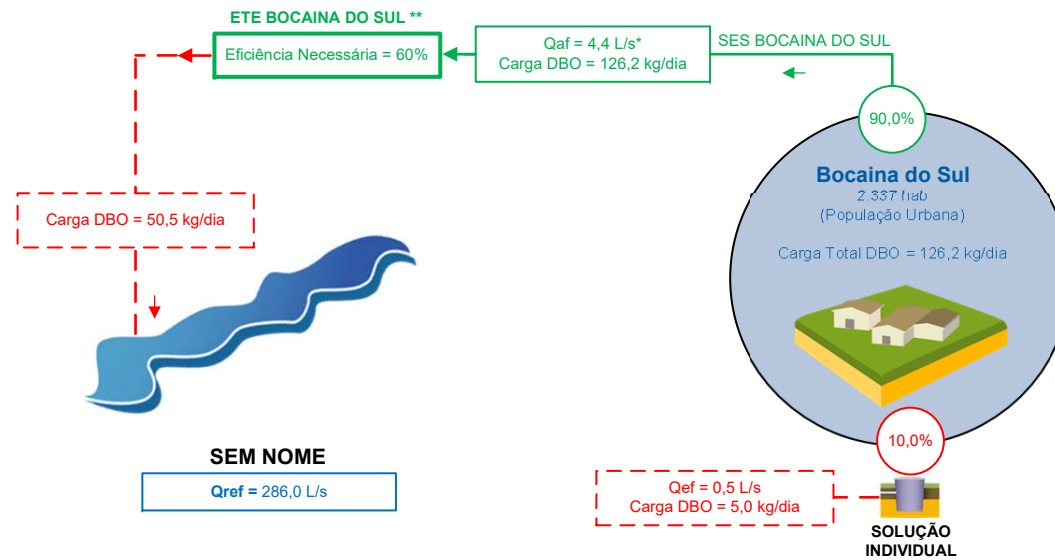 ETE BOCAINA DO SUL **
Eficiência Necessária = 60%
Qaf = 4,4 L/s*
Carga DBO = 126,2 kg/dia
SES BOCAINA DO SUL
90,0%
Bocaina do Sul
2.337 hab
(População Urbana)
Carga Total DBO = 126,2 kg/dia
Carga DBO = 50,5 kg/dia
10,0%
SEM NOME
Qref = 286,0 L/s
Qef = 0,5 L/s
Carga DBO = 5,0 kg/dia
SOLUÇÃO
INDIVIDUAL